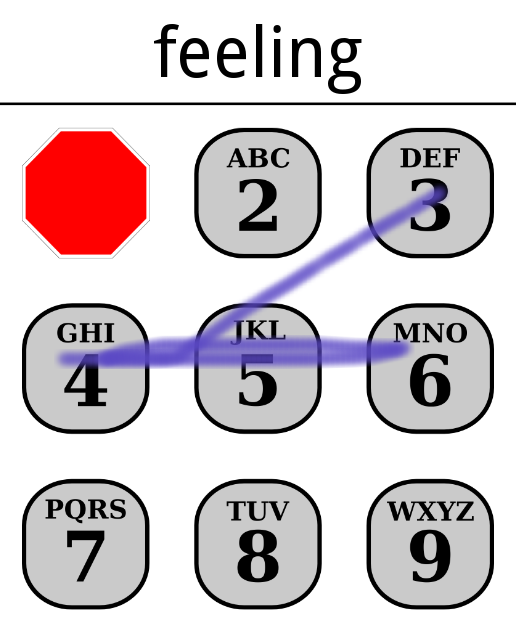 feeling
ABC
2
DEF
3
GHI
4
JKL
5
MNO
6
PQRS
7
TUV
8
WXYZ
9